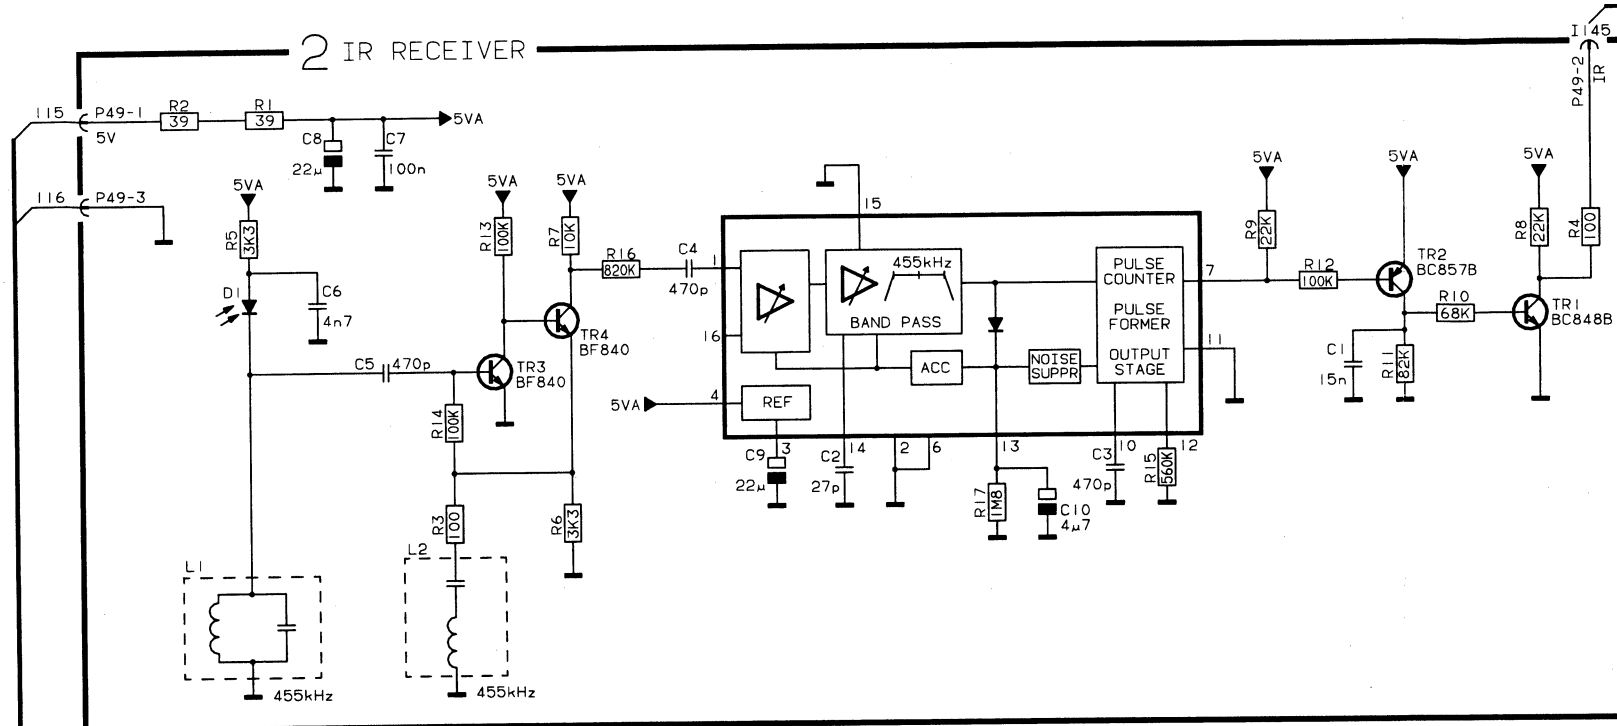 2 IR RECEIVER
I145
P49-2
IR
115
P49-1
5V
R2
39
R1
39
5VA
C8
22µ
C7
100n
116
P49-3
5VA
R5
3K3
D1
C6
4n7
5VA
R13
100K
5VA
R7
10K
R16
820K
C4
470p
TR4
BF840
C5
470p
TR3
BF840
R14
100K
R3
100
R6
3K3
L1
455kHz
L2
455kHz
15
1
16
455kHz
BAND PASS
ACC
NOISE
SUPPR
PULSE
COUNTER
PULSE
FORMER
OUTPUT
STAGE
5VA
4
REF
3
14
2
6
13
10
12
7
11
C9
22µ
C2
27p
R17
1M8
C10
4µ7
C3
470p
R15
560K
5VA
R9
22K
R12
100K
5VA
TR2
BC857B
R10
68K
C1
15n
R11
82K
5VA
R8
22K
R4
100
TR1
BC848B